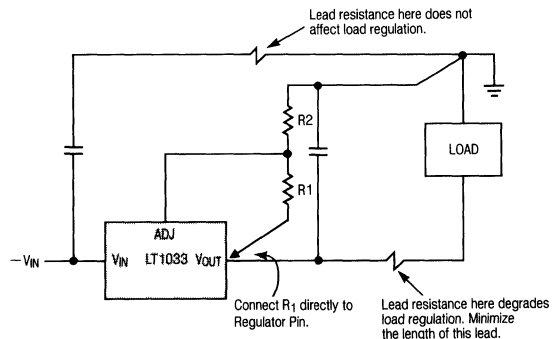 Lead resistance here does not
affect load regulation.
R2
LOAD
R1
ADJ
−VIN
VIN LT1033 VOUT
Connect R1 directly to
Regulator Pin.
Lead resistance here degrades
load regulation. Minimize
the length of this lead.